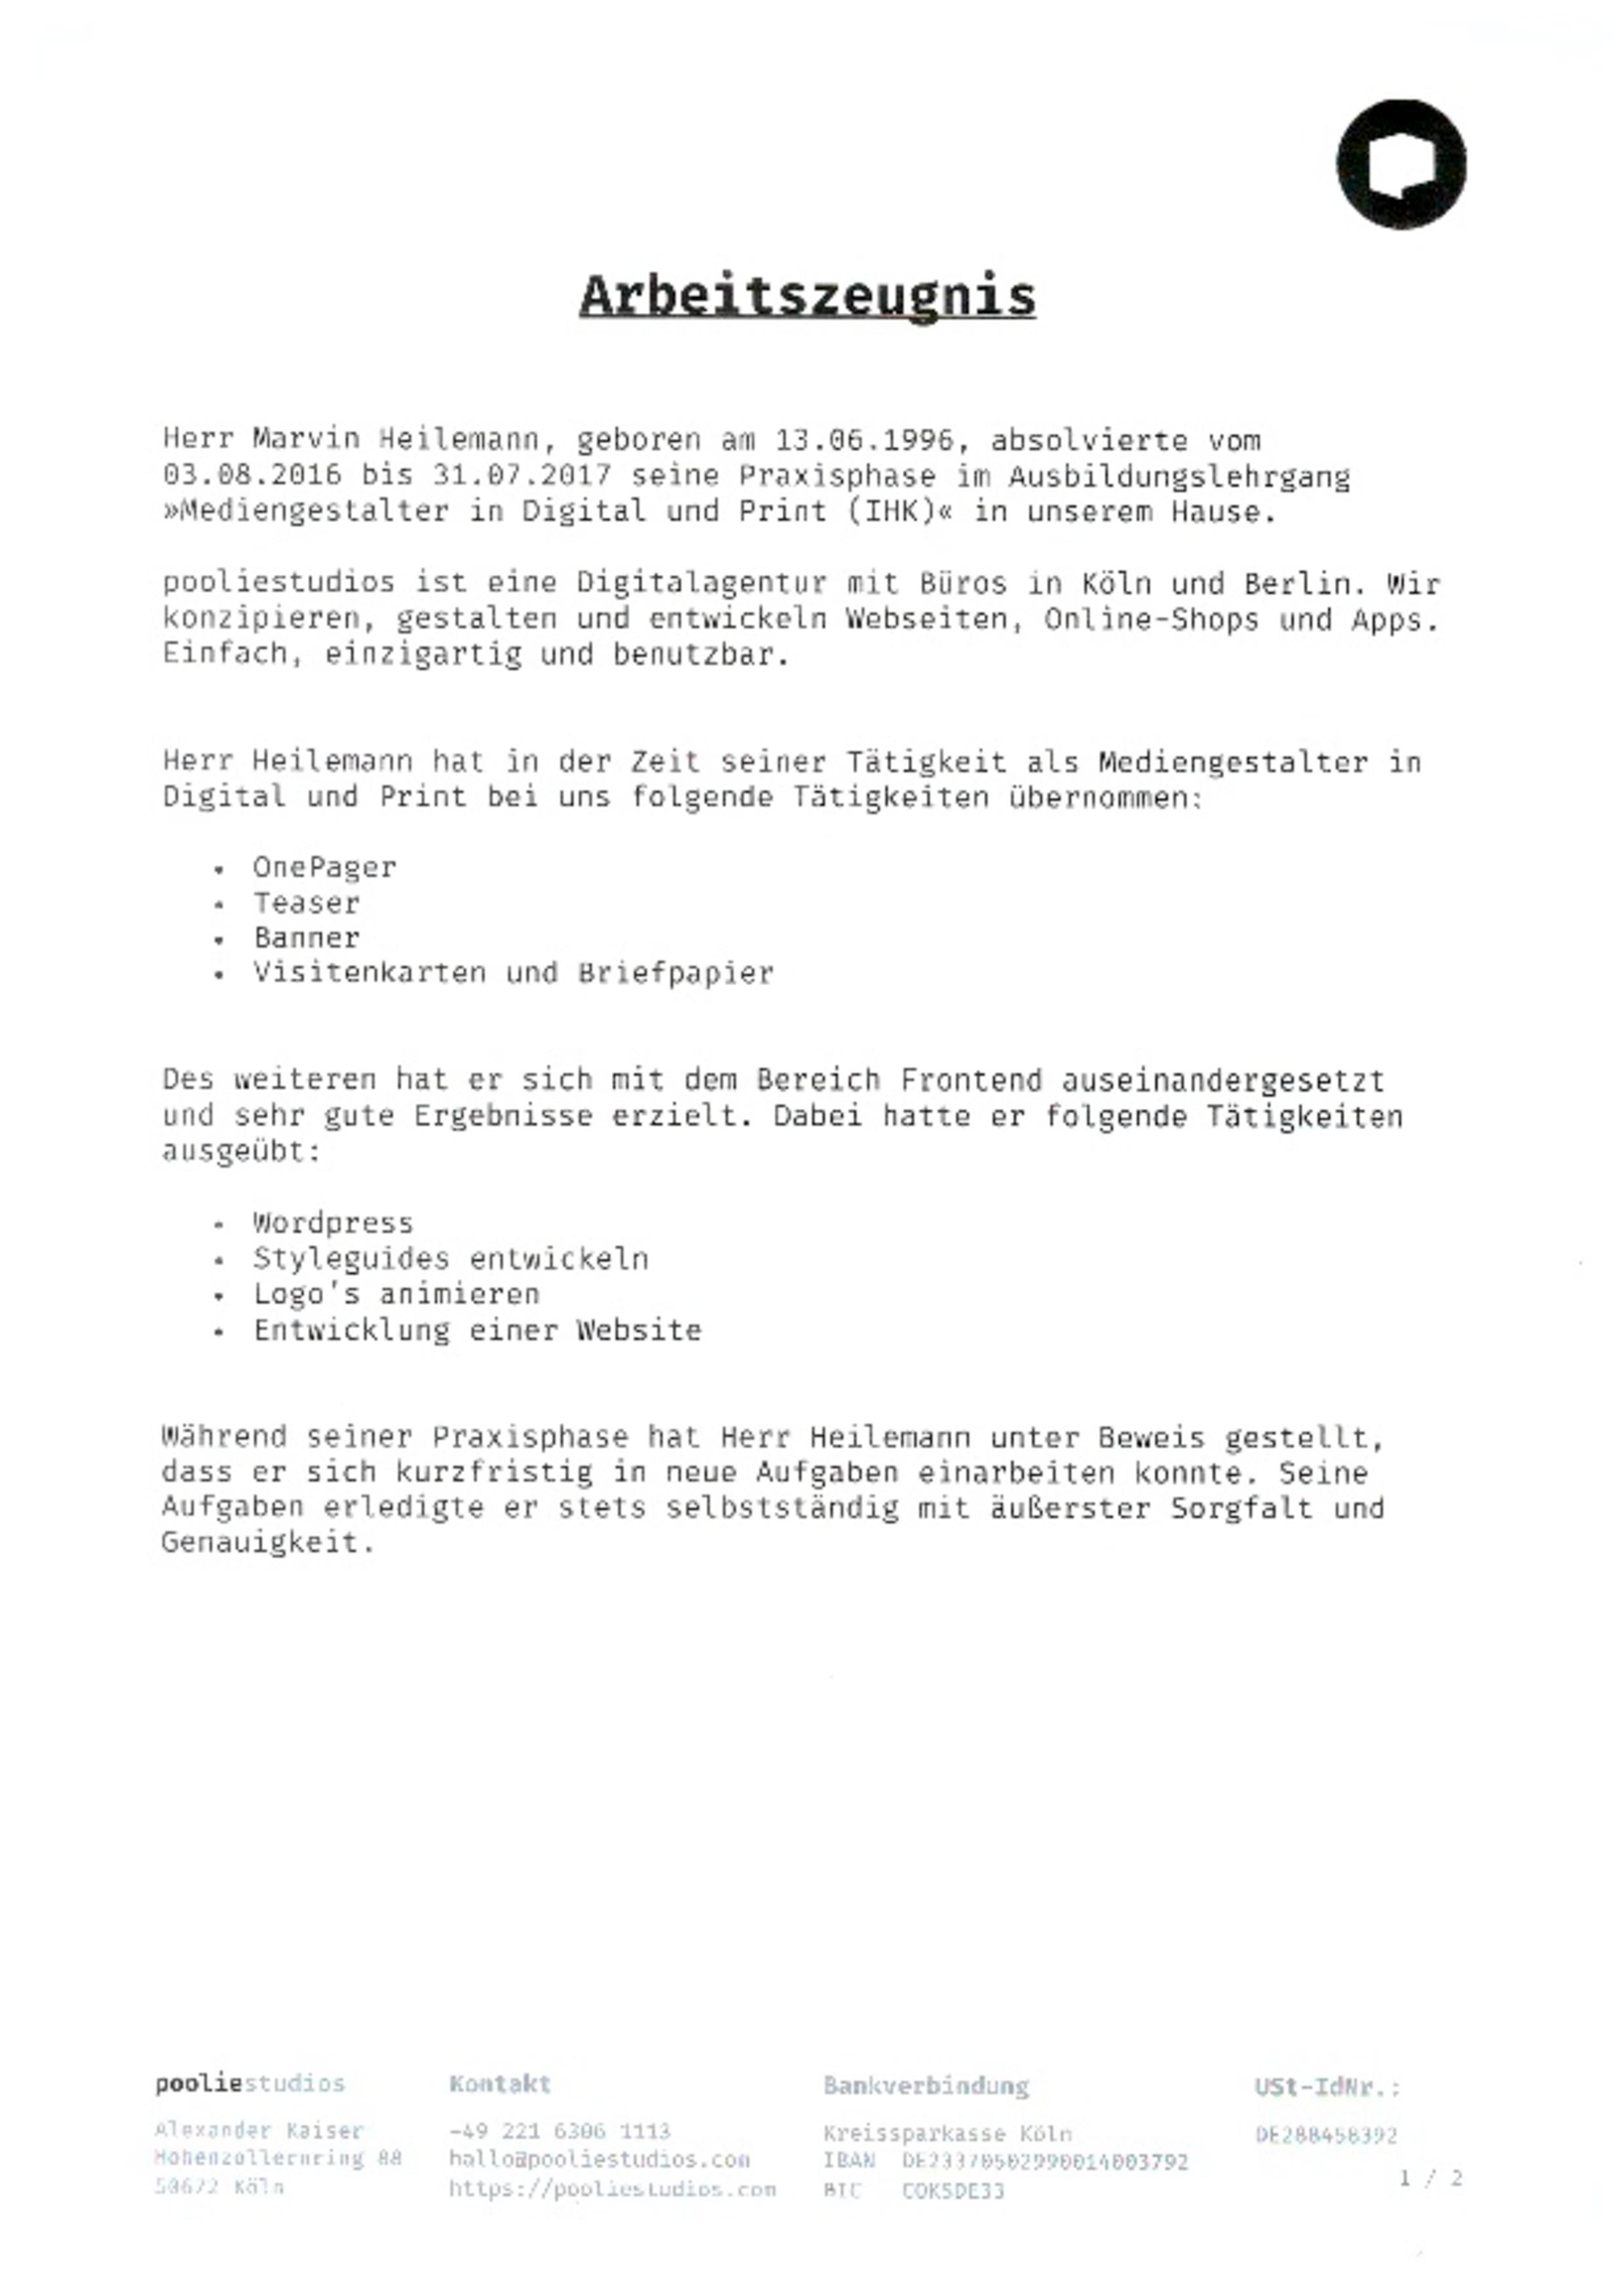 Arbeitszeugnis
Herr Marvin Heilemann, geboren am 13.06.1996, absolvierte vom
03.08.2016 bis 31.07.2017 seine Praxisphase im Ausbildungslehrgang
»Mediengestalter in Digital und Print (IHK)« in unserem Hause.
pooliestudios ist eine Digitalagentur mit Büros in Köln und Berlin. Wir
konzipieren, gestalten und entwickeln Webseiten, Online-Shops und Apps.
Einfach, einzigartig und benutzbar.
Herr Heilemann hat in der Zeit seiner Tätigkeit als Mediengestalter in
Digital und Print bei uns folgende Tätigkeiten übernommen:
• OnePager
• Teaser
• Banner
• Visitenkarten und Briefpapier
Des weiteren hat er sich mit dem Bereich Frontend auseinandergesetzt
und sehr gute Ergebnisse erzielt. Dabei hatte er folgende Tätigkeiten
ausgeübt:
• Wordpress
• Styleguides entwickeln
• Logo's animieren
• Entwicklung einer Website
Während seiner Praxisphase hat Herr Heilemann unter Beweis gestellt,
dass er sich kurzfristig in neue Aufgaben einarbeiten konnte. Seine
Aufgaben erledigte er stets selbstständig mit äußerster Sorgfalt und
Genauigkeit.
pooliestudios
Alexander Kaiser
Hohenzollernring 88
50672 Köln
Kontakt
+49 221 6306 1113
hallo@pooliestudios.com
https://pooliestudios.com
Bankverbindung
Kreissparkasse Köln
IBAN DE23370502990014003792
BIC COKSDE33
USt-IdNr.:
DE288458392
1 / 2